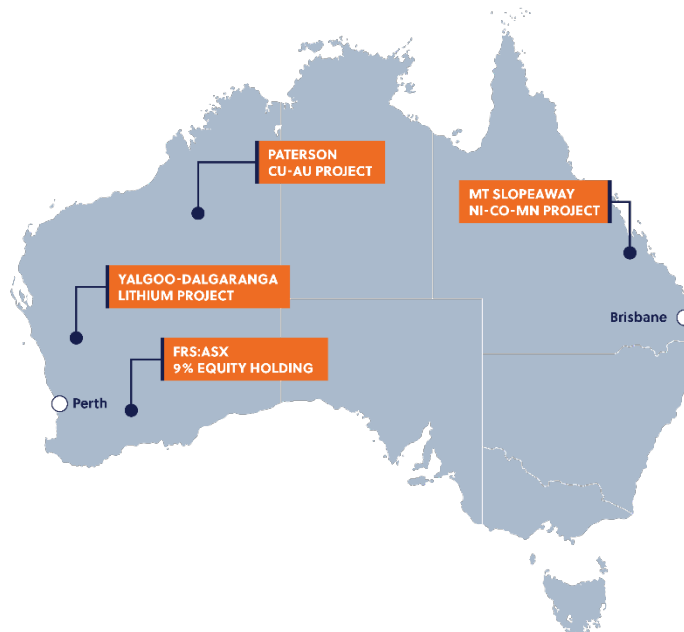 PATERSON
CU-AU PROJECT
MT SLOPEAWAY
NI-CO-MN PROJECT
YALGOO-DALGARANGA
LITHIUM PROJECT
Brisbane
FRS:ASX
9% EQUITY HOLDING
Perth